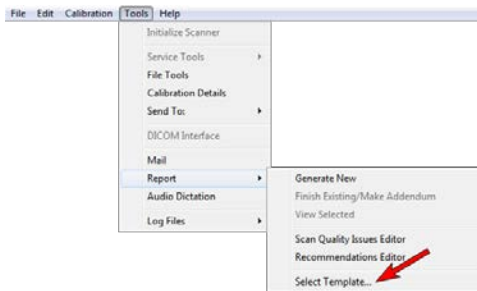 File Edit Calibration Tools Help
Initialize Scanner
Service Tools
File Tools
Calibration Details
Send To:
DICOM Interface
Mail
Report
Audio Dictation
Log Files
Generate New
Finish Existing/Make Addendum
View Selected
Scan Quality Issues Editor
Recommendations Editor
Select Template...